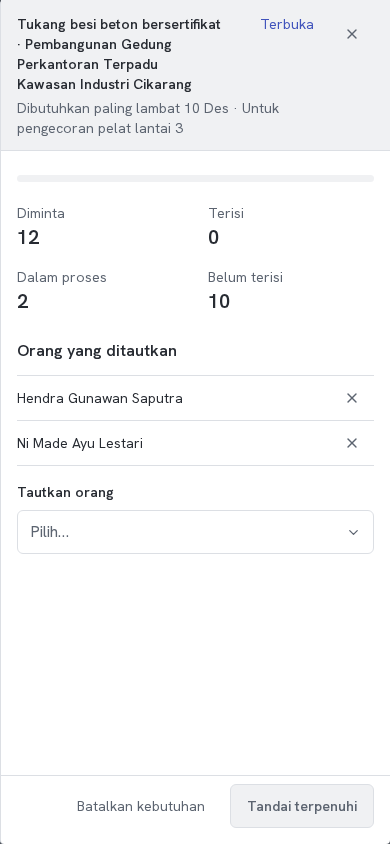 Tukang besi beton bersertifikat
· Pembangunan Gedung
Perkantoran Terpadu
Kawasan Industri Cikarang
Terbuka
Dibutuhkan paling lambat 10 Des · Untuk
pengecoran pelat lantai 3
Diminta
12
Terisi
0
Dalam proses
2
Belum terisi
10
Orang yang ditautkan
Hendra Gunawan Saputra
Ni Made Ayu Lestari
Tautkan orang
Pilih...
Batalkan kebutuhan
Tandai terpenuhi